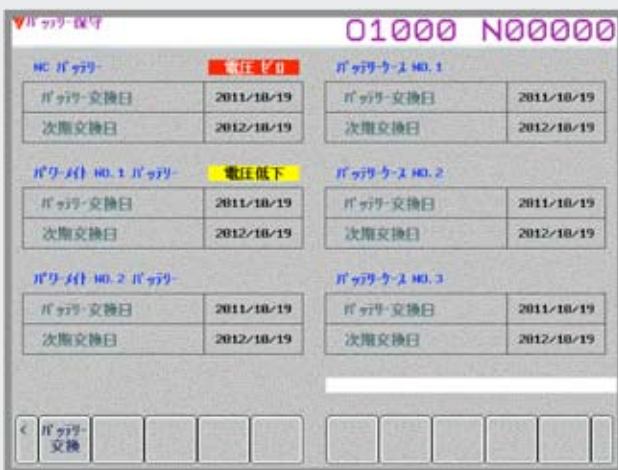 バッテリー保守
O1000 N00000
NC バッテリー 電圧ゼロ
バッテリー交換日 2011/10/19
次期交換日 2012/10/19
パワーメイト NO.1 バッテリー 電圧低下
バッテリー交換日 2011/10/19
次期交換日 2012/10/19
パワーメイト NO.2 バッテリー
バッテリー交換日 2011/10/19
次期交換日 2012/10/19
バッテリーケース NO.1
バッテリー交換日 2011/10/19
次期交換日 2012/10/19
バッテリーケース NO.2
バッテリー交換日 2011/10/19
次期交換日 2012/10/19
バッテリーケース NO.3
バッテリー交換日 2011/10/19
次期交換日 2012/10/19
<
バッテリー
交換